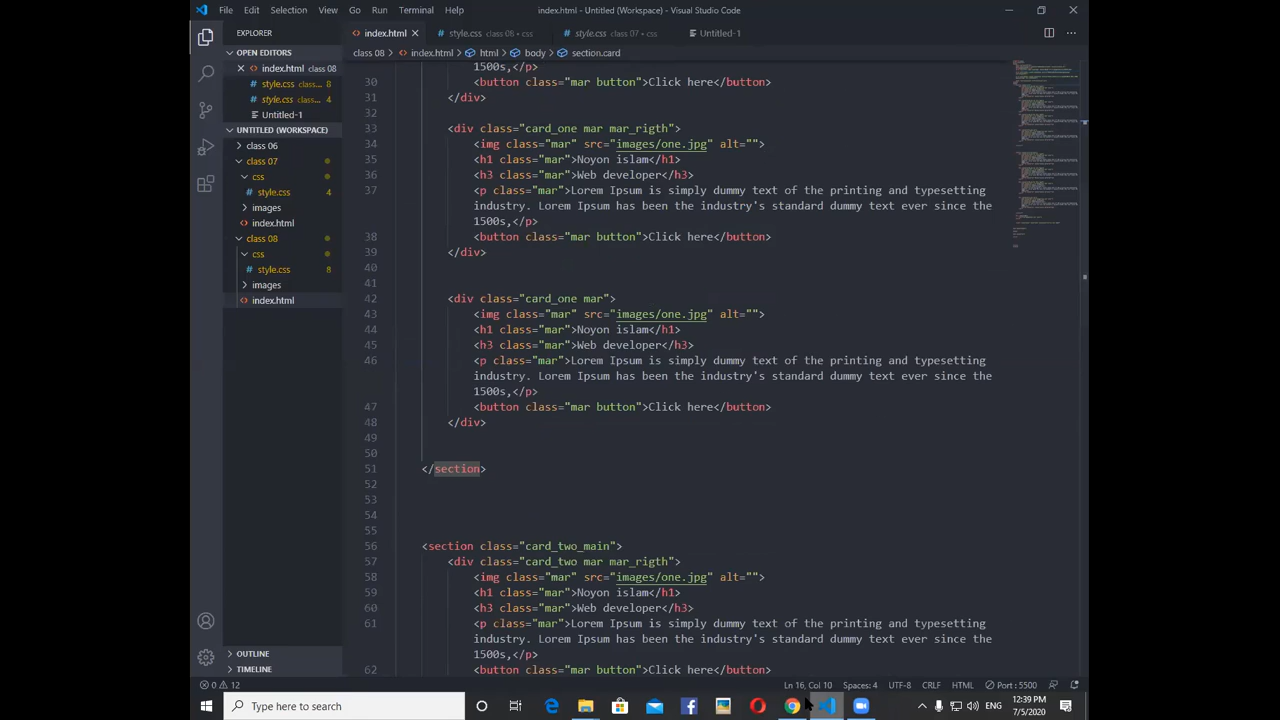 File Edit Selection View Go Run Terminal Help index.html - Untitled (Workspace) - Visual Studio Code
EXPLORER
index.html style.css class 08 • css style.css class 07 • css Untitled-1
OPEN EDITORS
class 08 > index.html > html > body > section.card
index.html class 08
style.css class... 8
style.css class... 4
Untitled-1
UNTITLED (WORKSPACE)
class 06
class 07
css
style.css 4
images
index.html
class 08
css
style.css 8
images
index.html
OUTLINE
TIMELINE
1500s,</p>
30 <button class="mar button">Click here</button>
31 </div>
32
33 <div class="card_one mar mar_rigth">
34 <img class="mar" src="images/one.jpg" alt="">
35 <h1 class="mar">Noyon islam</h1>
36 <h3 class="mar">Web developer</h3>
37 <p class="mar">Lorem Ipsum is simply dummy text of the printing and typesetting
industry. Lorem Ipsum has been the industry's standard dummy text ever since the
1500s,</p>
38 <button class="mar button">Click here</button>
39 </div>
40
41
42 <div class="card_one mar">
43 <img class="mar" src="images/one.jpg" alt="">
44 <h1 class="mar">Noyon islam</h1>
45 <h3 class="mar">Web developer</h3>
46 <p class="mar">Lorem Ipsum is simply dummy text of the printing and typesetting
industry. Lorem Ipsum has been the industry's standard dummy text ever since the
1500s,</p>
47 <button class="mar button">Click here</button>
48 </div>
49
50
51 </section>
52
53
54
55
56 <section class="card_two_main">
57 <div class="card_two mar mar_rigth">
58 <img class="mar" src="images/one.jpg" alt="">
59 <h1 class="mar">Noyon islam</h1>
60 <h3 class="mar">Web developer</h3>
61 <p class="mar">Lorem Ipsum is simply dummy text of the printing and typesetting
industry. Lorem Ipsum has been the industry's standard dummy text ever since the
1500s,</p>
62 <button class="mar button">Click here</button>
0 12 Ln 16, Col 10 Spaces: 4 UTF-8 CRLF HTML Port : 5500
Type here to search ENG 12:39 PM
7/5/2020